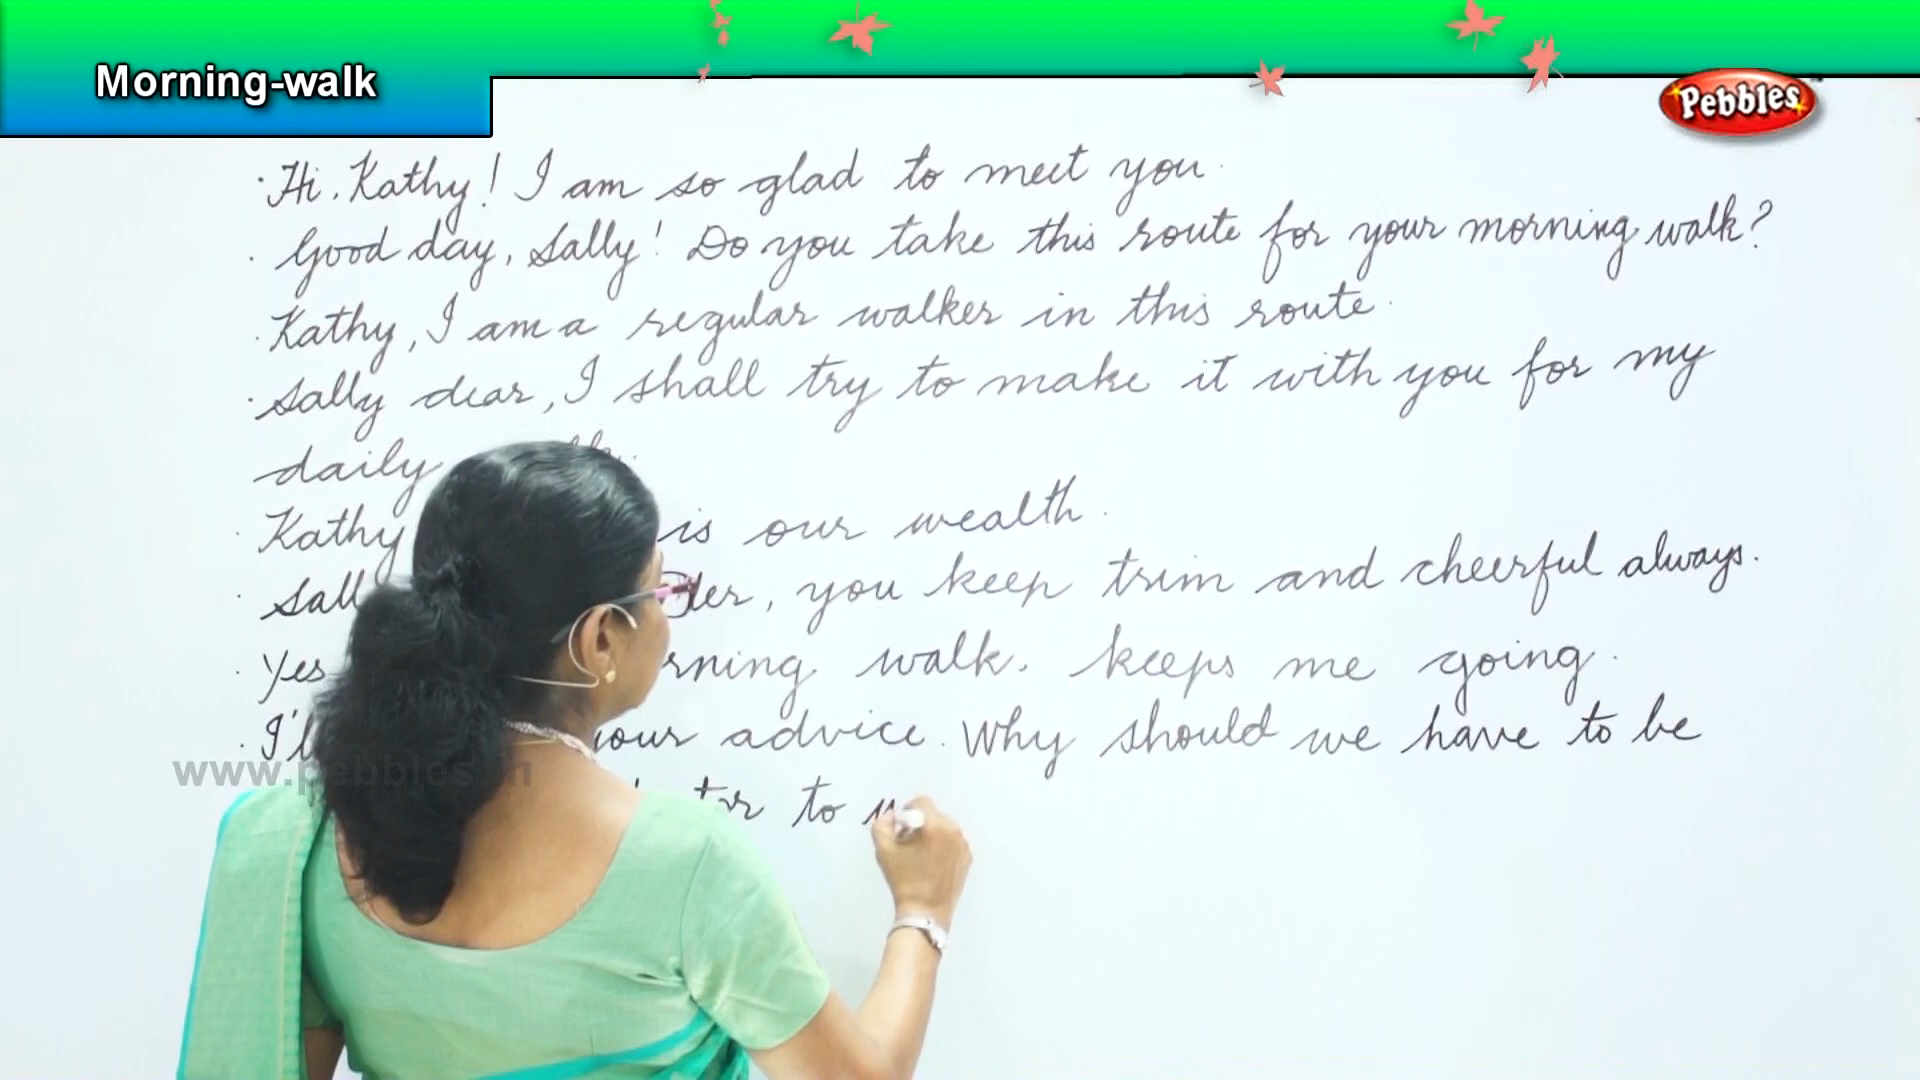 Morning-walk
Pebbles
Hi, Kathy! I am so glad to meet you.
Good day, Sally! Do you take this route for your morning walk?
Kathy, I am a regular walker in this route.
Sally dear, I shall try to make it with you for my
daily
Kathy is our wealth.
you keep trim and cheerful always.
Yes walk. keeps me going.
advice. Why should we have to be
to
www.pebbles.in